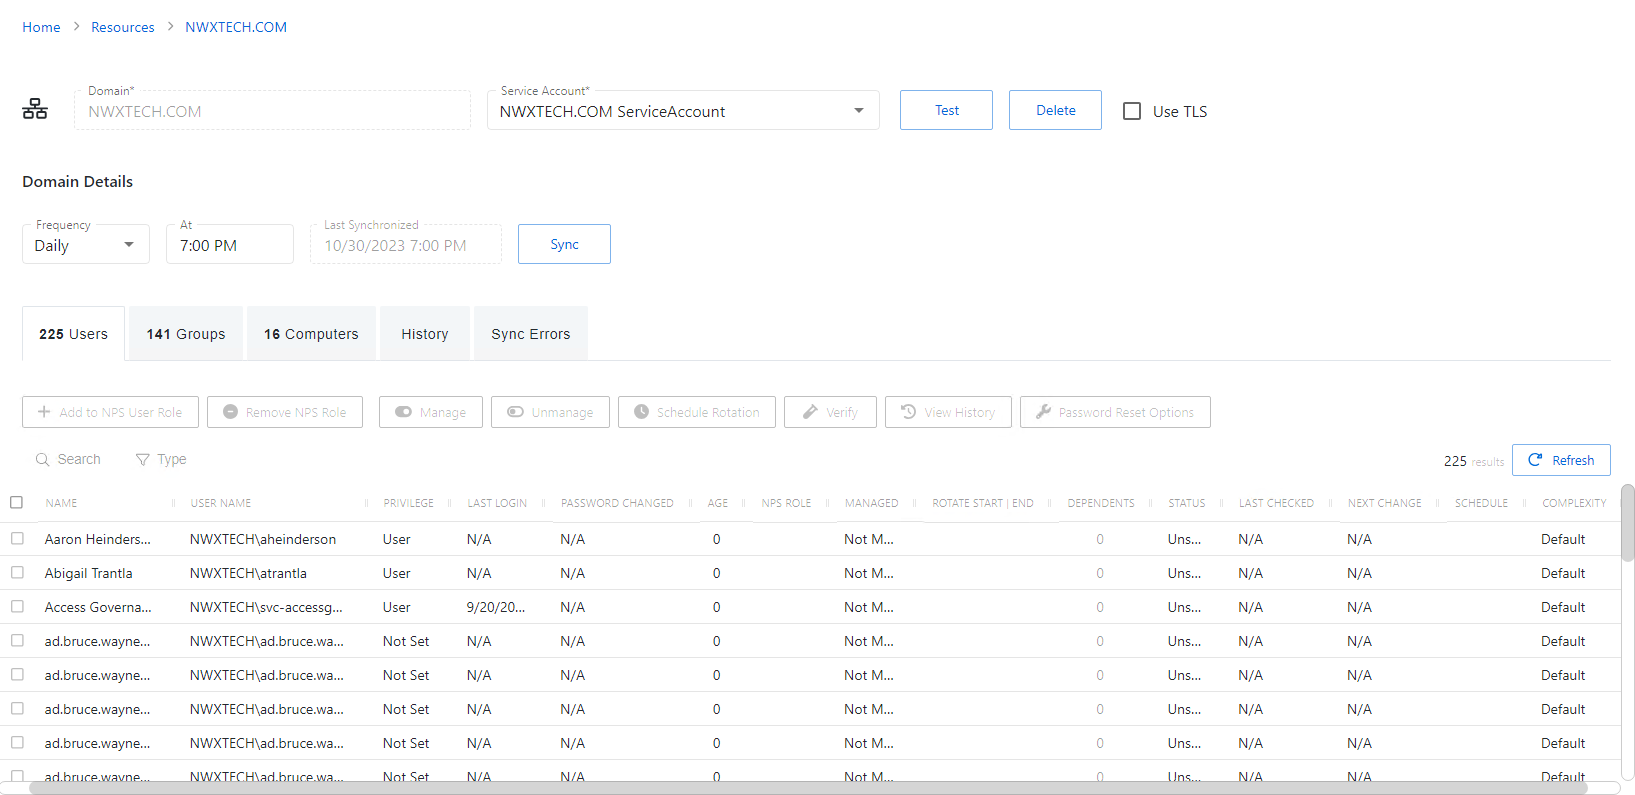 Home > Resources > NWXTECH.COM
Domain*
NWXTECH.COM
Service Account*
NWXTECH.COM ServiceAccount
Test
Delete
Use TLS
Domain Details
Frequency
Daily
At
7:00 PM
Last Synchronized
10/30/2023 7:00 PM
Sync
225 Users
141 Groups
16 Computers
History
Sync Errors
Add to NPS User Role
Remove NPS Role
Manage
Unmanage
Schedule Rotation
Verify
View History
Password Reset Options
Search
Type
225 results
Refresh
NAME USER NAME PRIVILEGE LAST LOGIN PASSWORD CHANGED AGE NPS ROLE MANAGED ROTATE START | END DEPENDENTS STATUS LAST CHECKED NEXT CHANGE SCHEDULE COMPLEXITY
Aaron Heinders... NWXTECH\aheinderson User N/A N/A 0 Not M... 0 Uns... N/A N/A Default
Abigail Trantla NWXTECH\atrantla User N/A N/A 0 Not M... 0 Uns... N/A N/A Default
Access Governa... NWXTECH\svc-accessg... User 9/20/20... N/A 0 Not M... 0 Uns... N/A N/A Default
ad.bruce.wayne... NWXTECH\ad.bruce.wa... Not Set N/A N/A 0 Not M... 0 Uns... N/A N/A Default
ad.bruce.wayne... NWXTECH\ad.bruce.wa... Not Set N/A N/A 0 Not M... 0 Uns... N/A N/A Default
ad.bruce.wayne... NWXTECH\ad.bruce.wa... Not Set N/A N/A 0 Not M... 0 Uns... N/A N/A Default
ad.bruce.wayne... NWXTECH\ad.bruce.wa... Not Set N/A N/A 0 Not M... 0 Uns... N/A N/A Default
ad.bruce.wayne... NWXTECH\ad.bruce.wa... Not Set N/A N/A 0 Not M... 0 Uns... N/A N/A Default